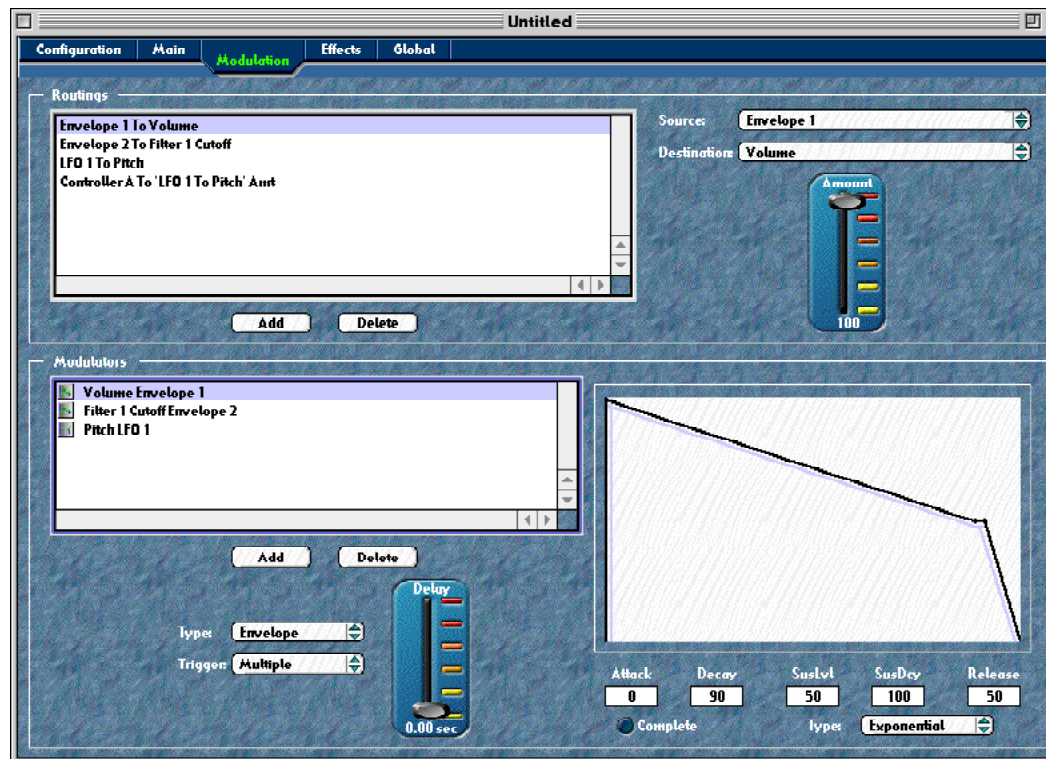 Untitled
Configuration Main Modulation Effects Global
Routings
Envelope 1 To Volume
Envelope 2 To Filter 1 Cutoff
LFO 1 To Pitch
Controller A To 'LFO 1 To Pitch' Amt
Source: Envelope 1
Destination: Volume
Amount
100
Add Delete
Modulators
Volume Envelope 1
Filter 1 Cutoff Envelope 2
Pitch LFO 1
Add Delete
Type: Envelope
Trigger: Multiple
Delay
0.00 sec
Attack Decay SusLvl SusDcy Release
0 90 50 100 50
Complete Type: Exponential